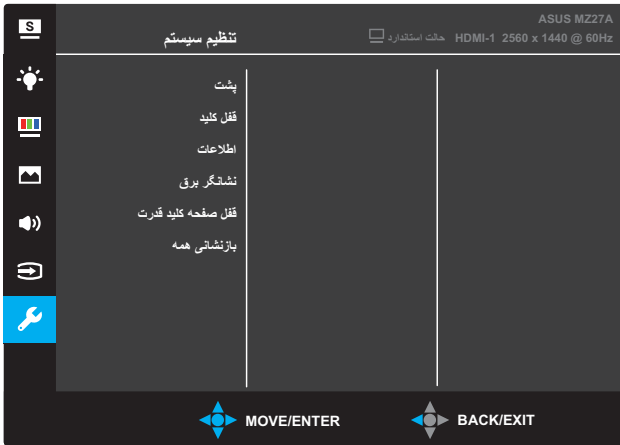 S
ASUS MZ27A
تنظیم سیستم
حالت استاندارد HDMI-1 2560 x 1440 @ 60Hz
پشت
قفل کلید
اطلاعات
نشانگر برق
قفل صفحه کلید قدرت
بازنشانی همه
MOVE/ENTER
BACK/EXIT